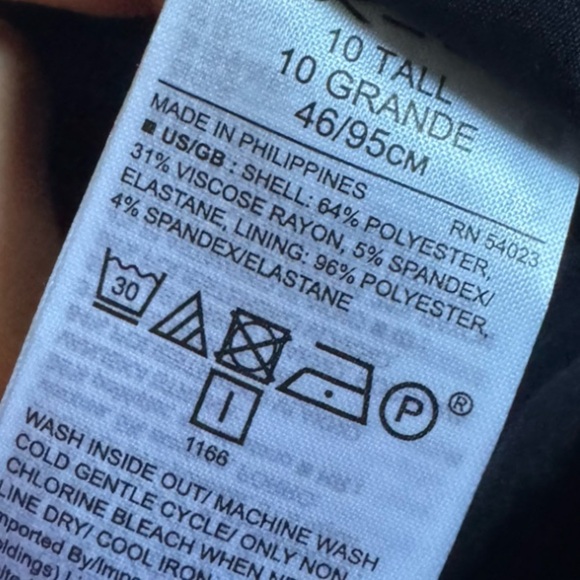 10 TALL
10 GRANDE
46/95CM
MADE IN PHILIPPINES RN 54023
■ US/GB : SHELL: 64% POLYESTER,
31% VISCOSE RAYON, 5% SPANDEX/
ELASTANE, LINING: 96% POLYESTER,
4% SPANDEX/ELASTANE
30 P ®
I
1166
WASH INSIDE OUT/ MACHINE WASH
COLD GENTLE CYCLE/ ONLY NON
CHLORINE BLEACH WHEN
LINE DRY/ COOL IRON